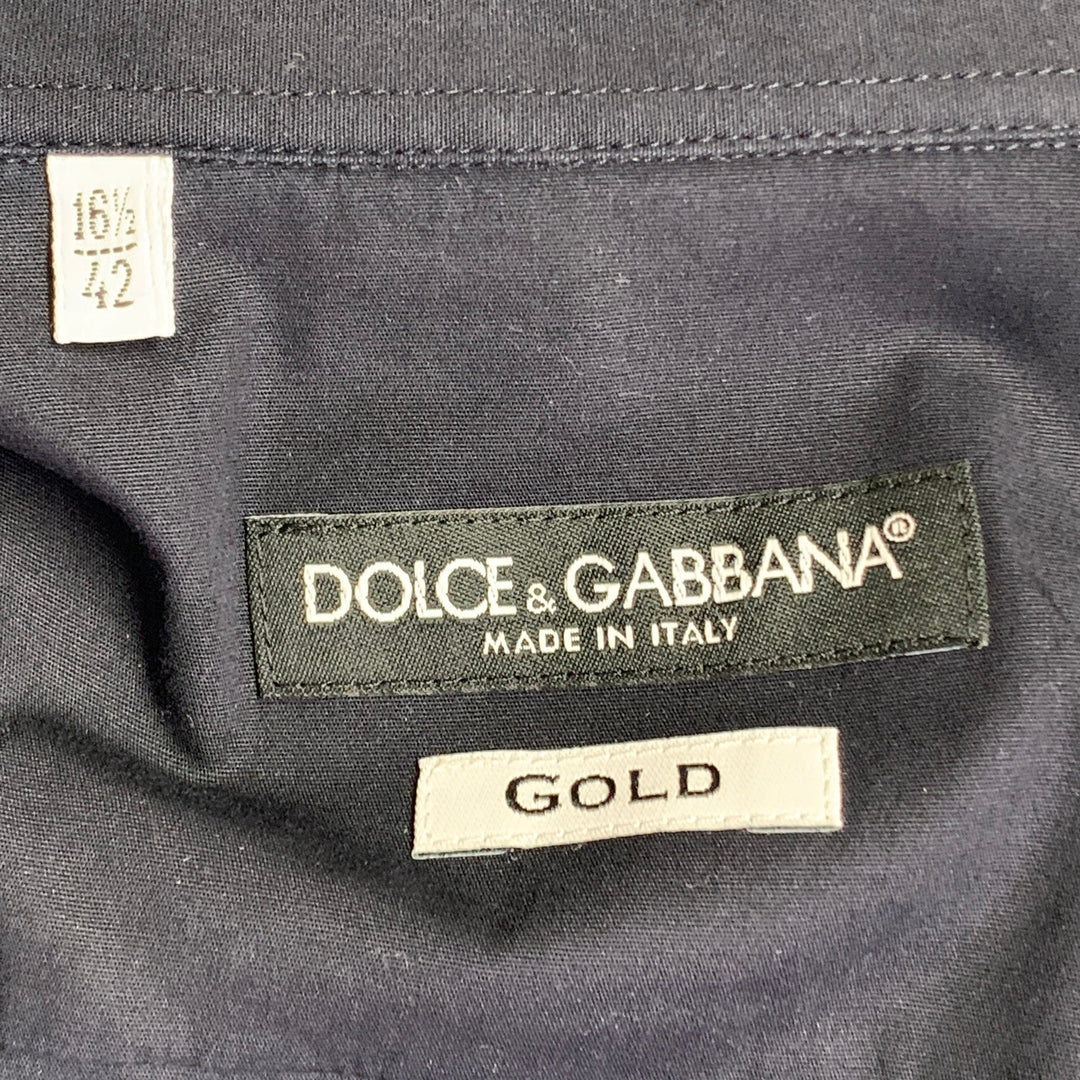 16½
42
DOLCE & GABBANA®
MADE IN ITALY
GOLD